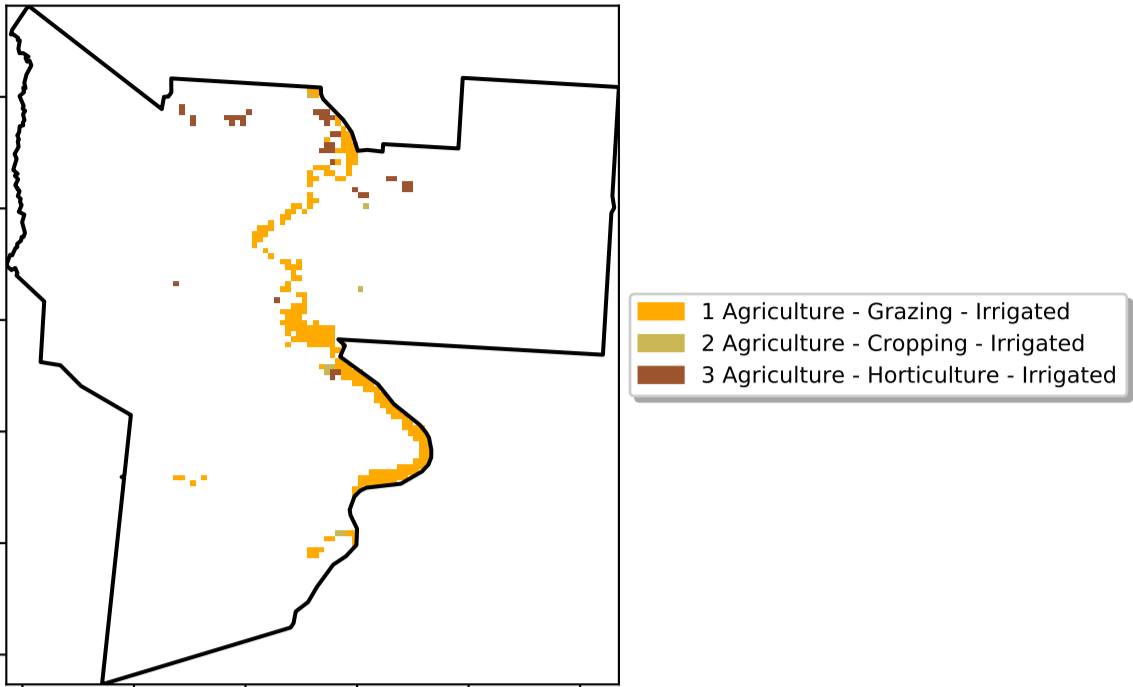 1 Agriculture - Grazing - Irrigated
2 Agriculture - Cropping - Irrigated
3 Agriculture - Horticulture - Irrigated